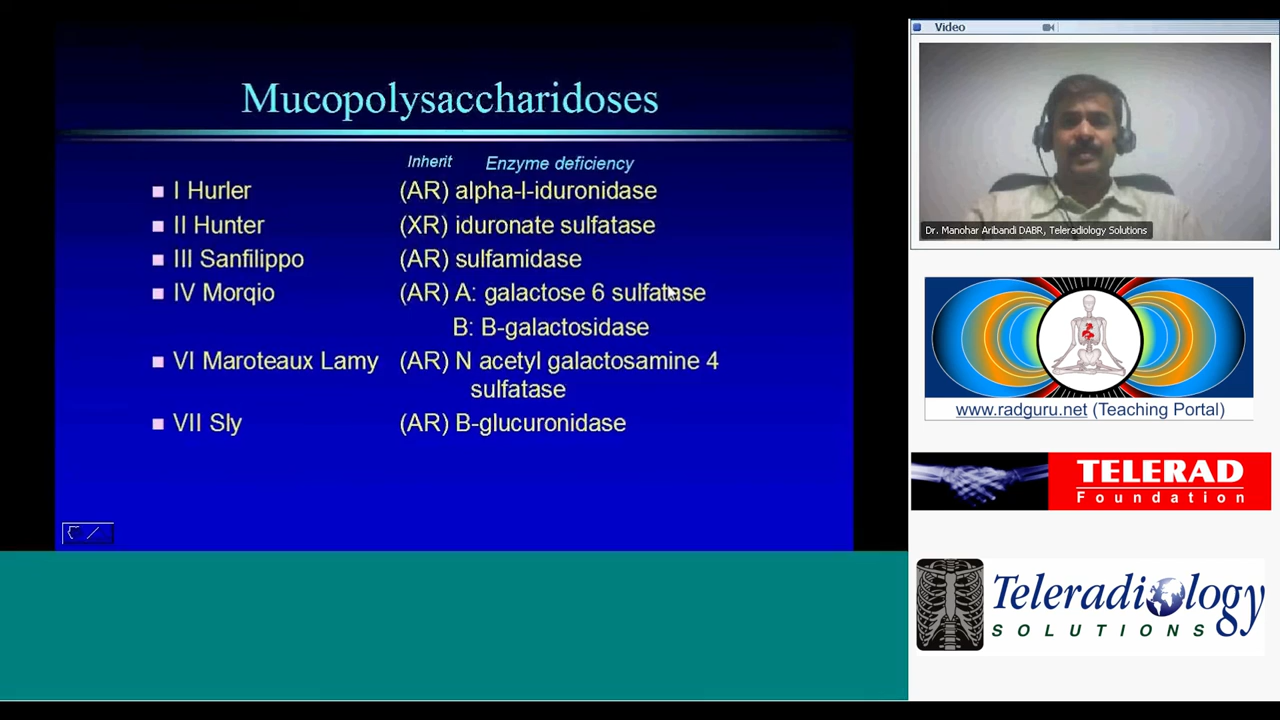 Mucopolysaccharidoses
Inherit Enzyme deficiency
I Hurler (AR) alpha-l-iduronidase
II Hunter (XR) iduronate sulfatase
III Sanfilippo (AR) sulfamidase
IV Morqio (AR) A: galactose 6 sulfatase
B: B-galactosidase
VI Maroteaux Lamy (AR) N acetyl galactosamine 4
sulfatase
VII Sly (AR) B-glucuronidase
Video
Dr. Manohar Aribandi DABR, Teleradiology Solutions
www.radguru.net (Teaching Portal)
TELERAD
Foundation
Teleradiology
SOLUTIONS